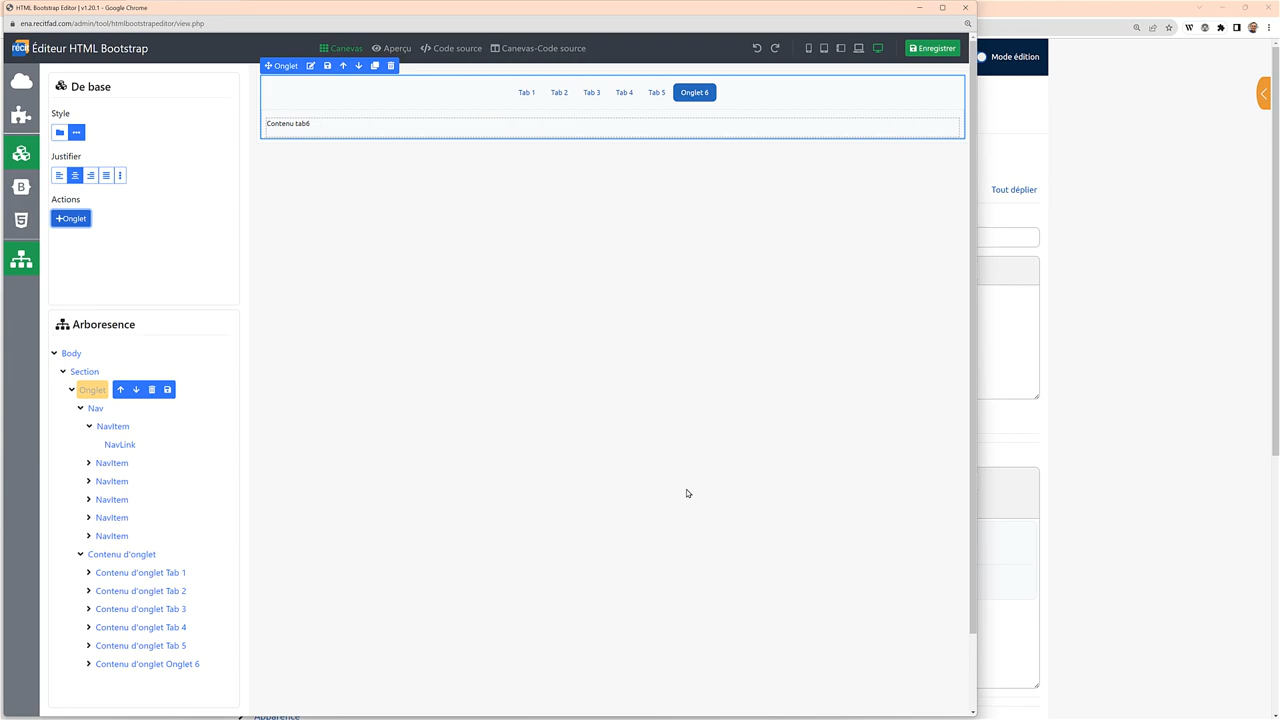 HTML Bootstrap Editor | v1.20.1 - Google Chrome
ena.recitfad.com/admin/tool/htmlbootstrapeditor/view.php
réci Éditeur HTML Bootstrap
Canevas
Aperçu
Code source
Canevas-Code source
Enregistrer
Mode édition
Onglet
De base
Style
Justifier
Actions
+Onglet
Tab 1
Tab 2
Tab 3
Tab 4
Tab 5
Onglet 6
Contenu tab6
Tout déplier
Arboresence
Body
Section
Onglet
Nav
NavItem
NavLink
NavItem
NavItem
NavItem
NavItem
NavItem
Contenu d'onglet
Contenu d'onglet Tab 1
Contenu d'onglet Tab 2
Contenu d'onglet Tab 3
Contenu d'onglet Tab 4
Contenu d'onglet Tab 5
Contenu d'onglet Onglet 6
Apparence